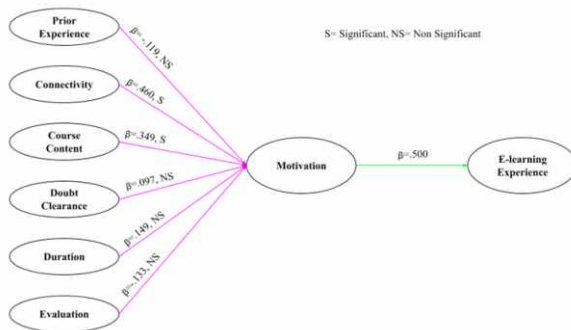 Prior
Experience
β=-.119, NS
S= Significant, NS= Non Significant
Connectivity
β=.460, S
Course
Content
β=.349, S
Motivation
β=.500
E-learning
Experience
Doubt
Clearance
β=.097, NS
Duration
β=.149, NS
Evaluation
β=-.133, NS